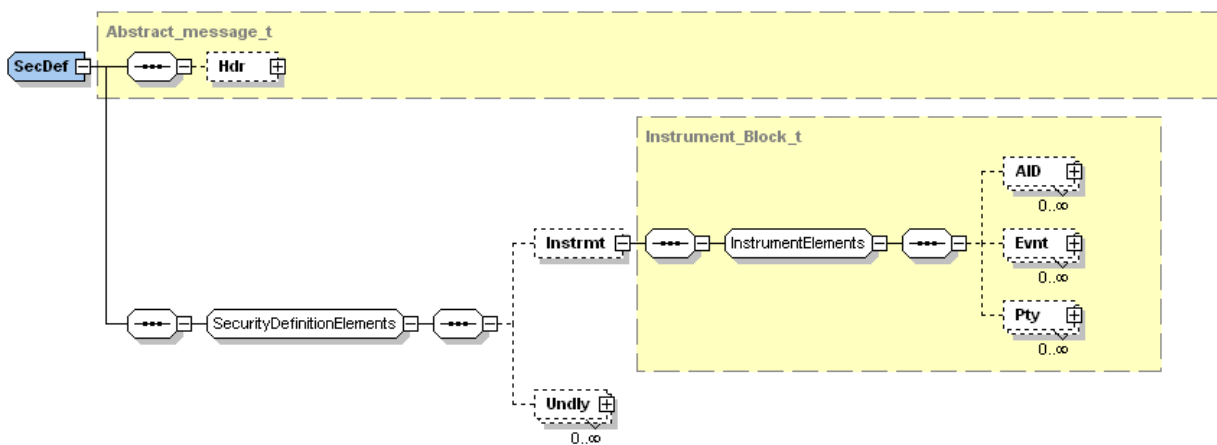 Abstract_message_t
SecDef
Hdr
Instrument_Block_t
AID
0..∞
Instrmt
InstrumentElements
Evnt
0..∞
Pty
0..∞
SecurityDefinitionElements
Undly
0..∞